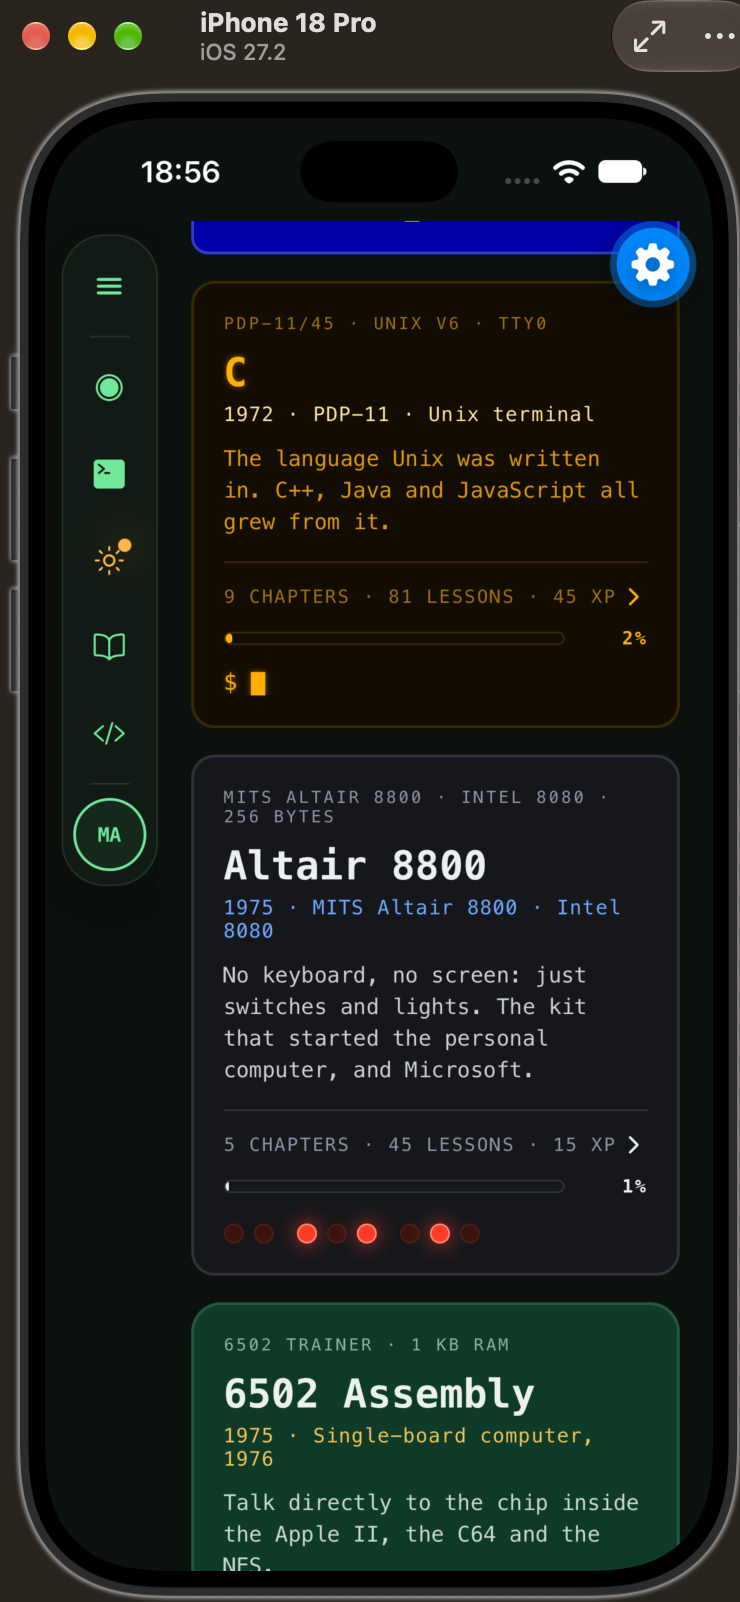 iPhone 18 Pro
iOS 27.2
18:56
PDP-11/45 · UNIX V6 · TTY0
C
1972 · PDP-11 · Unix terminal
The language Unix was written
in. C++, Java and JavaScript all
grew from it.
9 CHAPTERS · 81 LESSONS · 45 XP
2%
$
MA
MITS ALTAIR 8800 · INTEL 8080 ·
256 BYTES
Altair 8800
1975 · MITS Altair 8800 · Intel
8080
No keyboard, no screen: just
switches and lights. The kit
that started the personal
computer, and Microsoft.
5 CHAPTERS · 45 LESSONS · 15 XP
1%
6502 TRAINER · 1 KB RAM
6502 Assembly
1975 · Single-board computer,
1976
Talk directly to the chip inside
the Apple II, the C64 and the
NES.